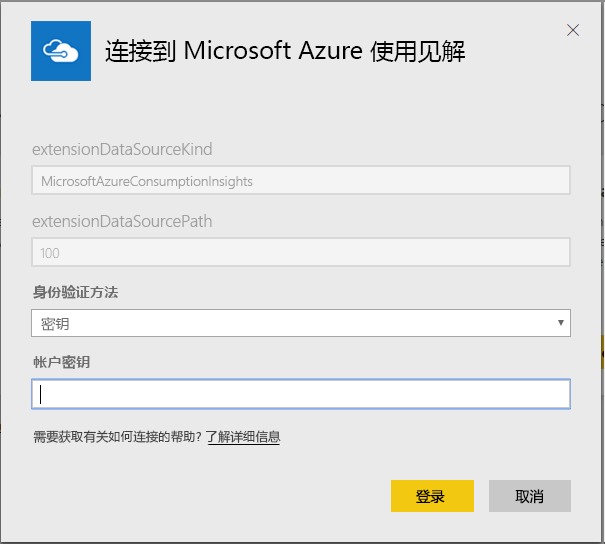 连接到 Microsoft Azure 使用见解
extensionDataSourceKind
MicrosoftAzureConsumptionInsights
extensionDataSourcePath
100
身份验证方法
密钥
帐户密钥
需要获取有关如何连接的帮助? 了解详细信息
登录 取消